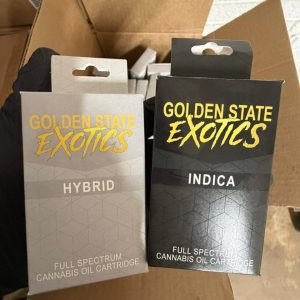 GOLDEN STATE
EXOTICS
HYBRID
FULL SPECTRUM
CANNABIS OIL CARTRIDGE
GOLDEN STATE
EXOTICS
INDICA
FULL SPECTRUM
CANNABIS OIL CARTRIDGE